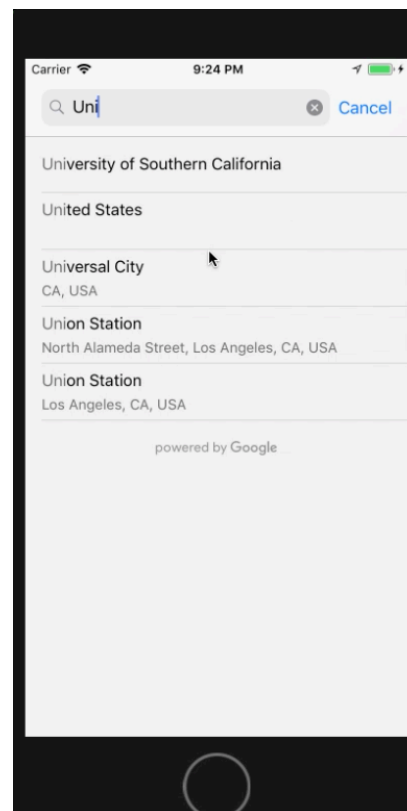 Carrier
9:24 PM
Uni
Cancel
University of Southern California
United States
Universal City
CA, USA
Union Station
North Alameda Street, Los Angeles, CA, USA
Union Station
Los Angeles, CA, USA
powered by Google